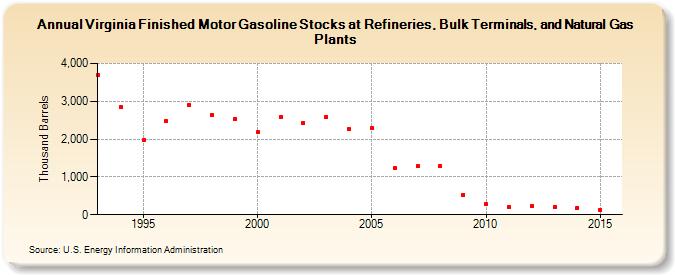 Annual Virginia Finished Motor Gasoline Stocks at Refineries, Bulk Terminals, and Natural Gas
Plants
Thousand Barrels
4,000
3,000
2,000
1,000
0
1995 2000 2005 2010 2015
Source: U.S. Energy Information Administration